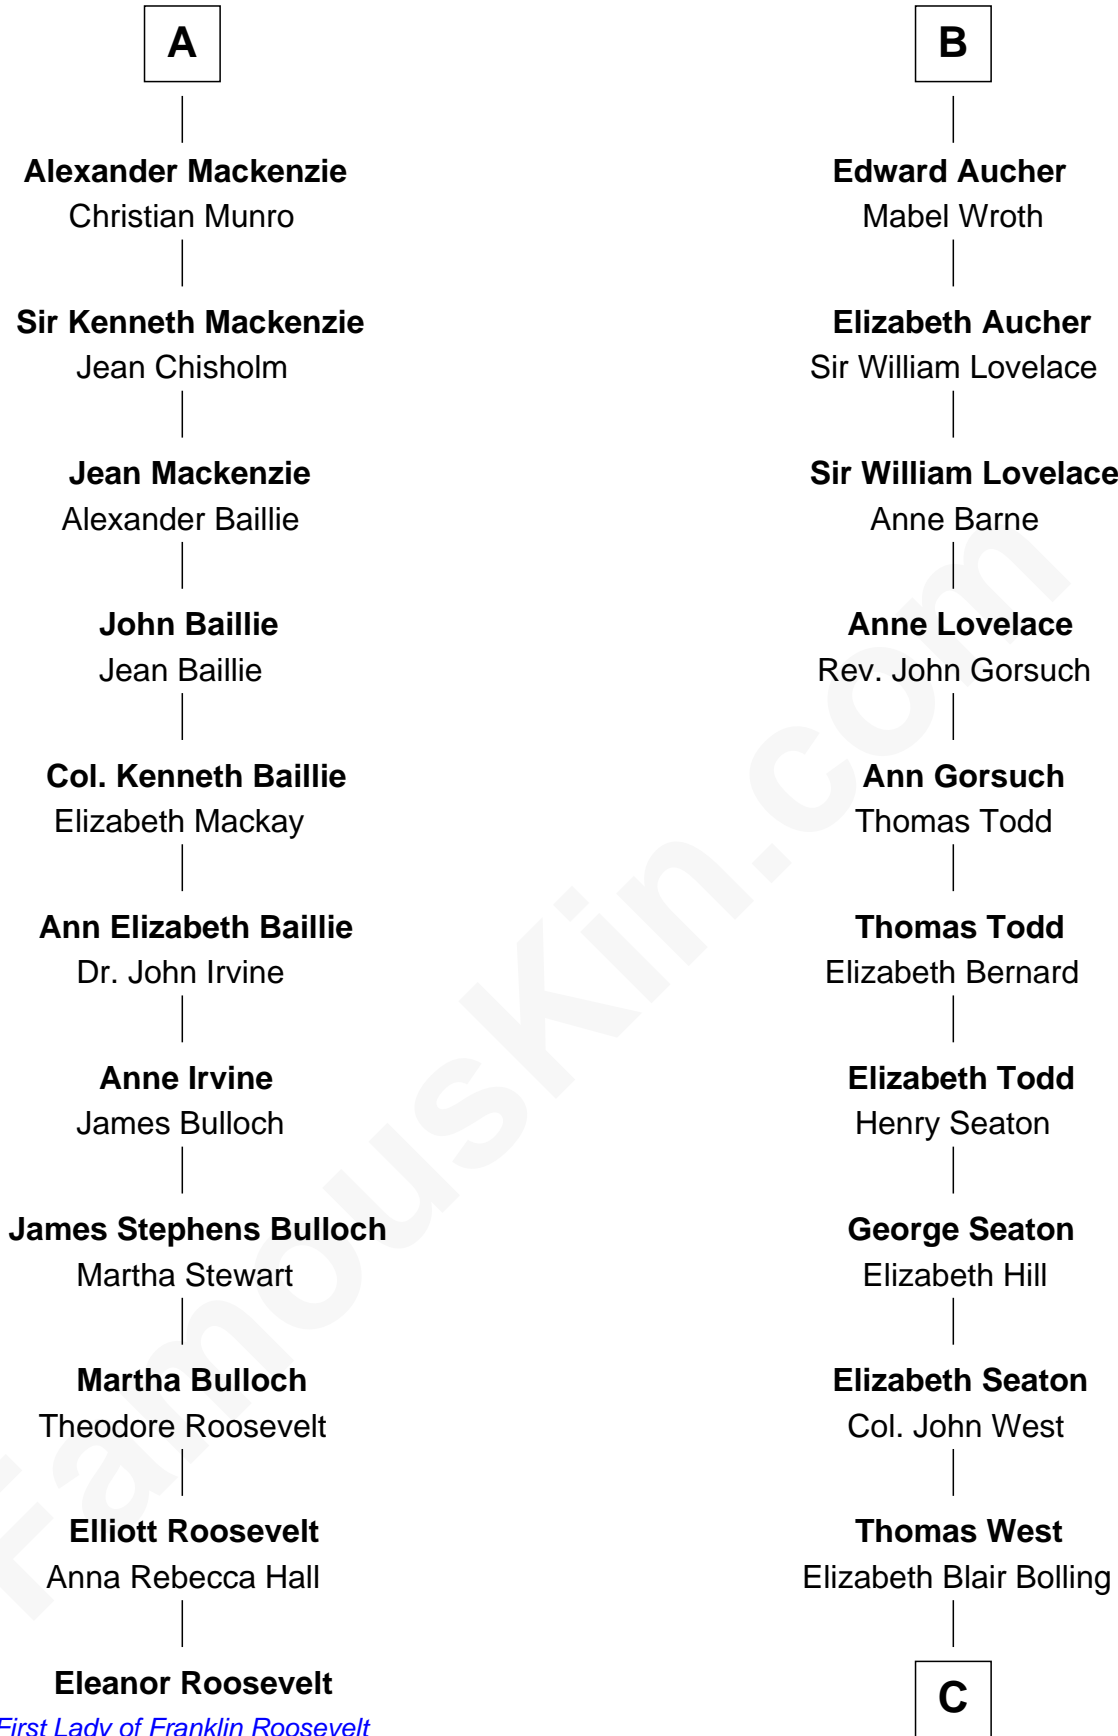 A
Alexander Mackenzie
Christian Munro
Sir Kenneth Mackenzie
Jean Chisholm
Jean Mackenzie
Alexander Baillie
John Baillie
Jean Baillie
Col. Kenneth Baillie
Elizabeth Mackay
Ann Elizabeth Baillie
Dr. John Irvine
Anne Irvine
James Bulloch
James Stephens Bulloch
Martha Stewart
Martha Bulloch
Theodore Roosevelt
Elliott Roosevelt
Anna Rebecca Hall
Eleanor Roosevelt
First Lady of Franklin Roosevelt
B
Edward Aucher
Mabel Wroth
Elizabeth Aucher
Sir William Lovelace
Sir William Lovelace
Anne Barne
Anne Lovelace
Rev. John Gorsuch
Ann Gorsuch
Thomas Todd
Thomas Todd
Elizabeth Bernard
Elizabeth Todd
Henry Seaton
George Seaton
Elizabeth Hill
Elizabeth Seaton
Col. John West
Thomas West
Elizabeth Blair Bolling
C
FamousKin.com